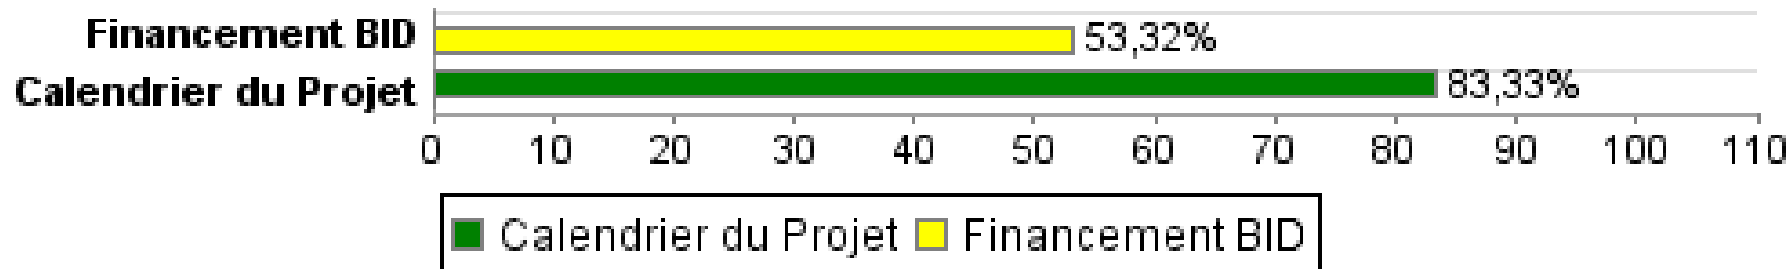 Financement BID 53,32%
Calendrier du Projet 83,33%
0 10 20 30 40 50 60 70 80 90 100 110
Calendrier du Projet Financement BID